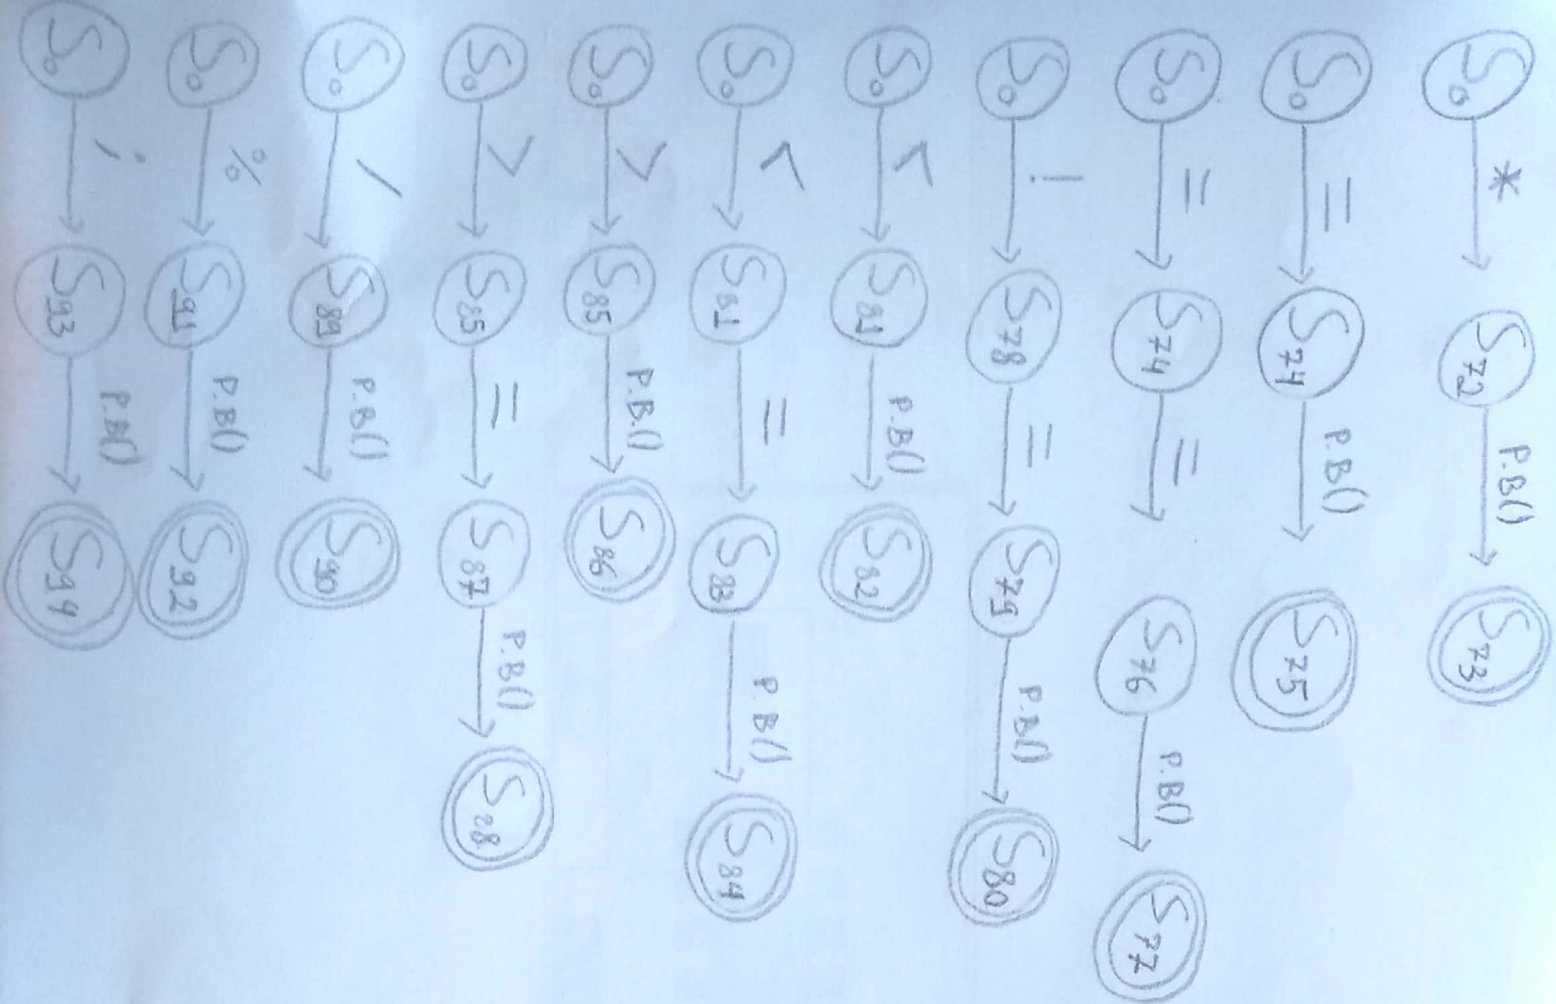 S0 * S72 P.B() S73
S0 = S74 P.B() S75
S0 = S74 = S76 P.B() S77
S0 ! S78 = S79 P.B() S80
S0 < S81 P.B() S82
S0 < S81 = S83 P.B() S84
S0 > S85 P.B() S86
S0 > S85 = S87 P.B() S28
S0 / S89 P.B() S90
S0 % S91 P.B() S92
S0 ; S93 P.B() S94